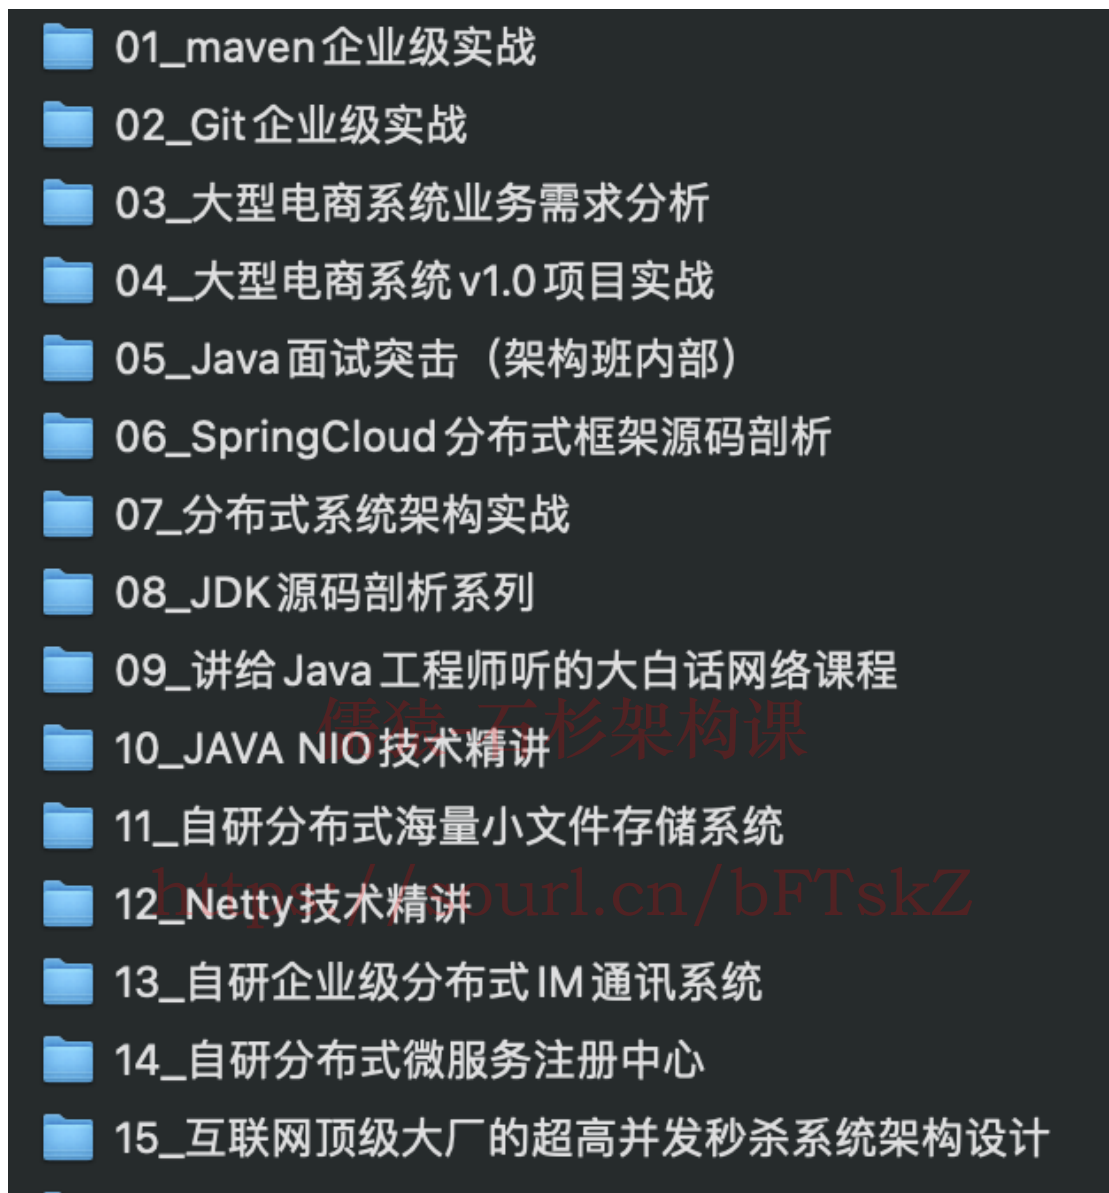 01_maven企业级实战
02_Git企业级实战
03_大型电商系统业务需求分析
04_大型电商系统v1.0项目实战
05_Java面试突击（架构班内部）
06_SpringCloud分布式框架源码剖析
07_分布式系统架构实战
08_JDK源码剖析系列
09_讲给Java工程师听的大白话网络课程
儒猿-石杉架构课
10_JAVA NIO技术精讲
11_自研分布式海量小文件存储系统
https://sourl.cn/bFTskZ
12_Netty技术精讲
13_自研企业级分布式IM通讯系统
14_自研分布式微服务注册中心
15_互联网顶级大厂的超高并发秒杀系统架构设计